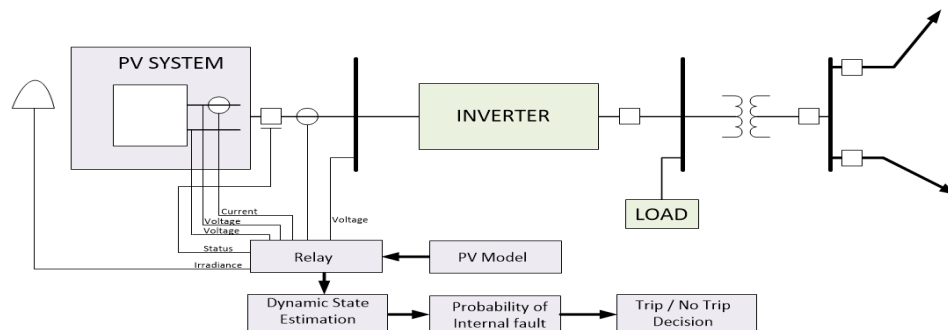 PV SYSTEM
INVERTER
LOAD
Current
Voltage
Voltage
Voltage
Status
Irradiance
Relay
PV Model
Dynamic State
Estimation
Probability of
Internal fault
Trip / No Trip
Decision